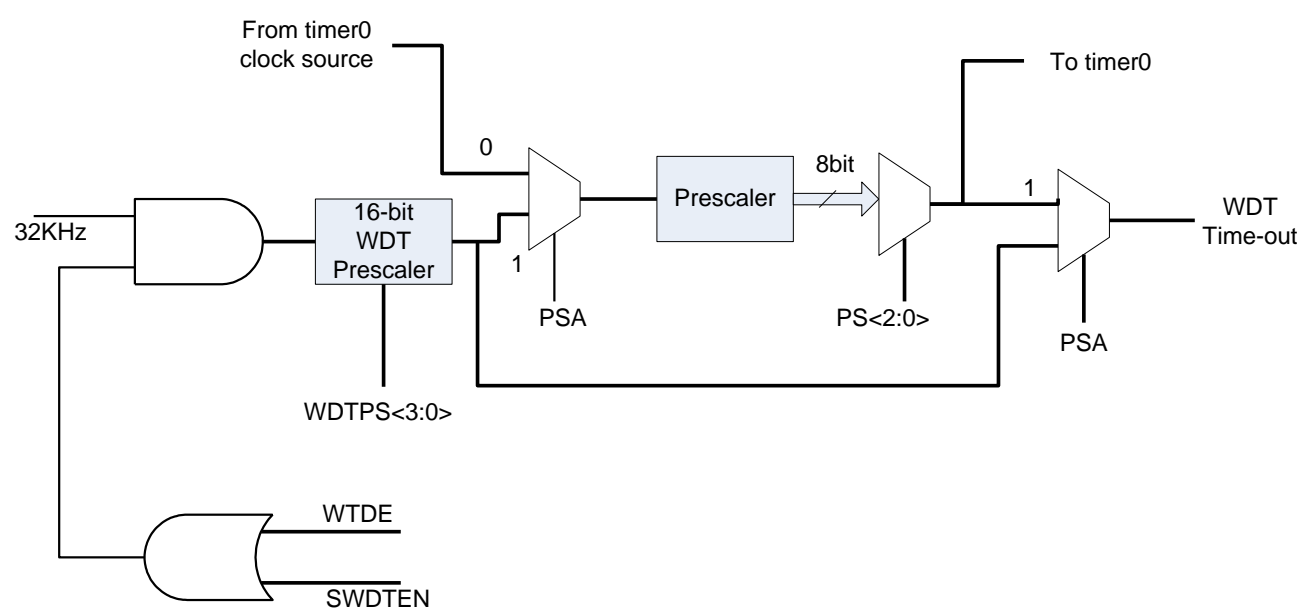 From timer0
clock source
To timer0
0
8bit
16-bit
WDT
Prescaler
Prescaler
1
WDT
Time-out
32KHz
1
PSA
PS<2:0>
PSA
WDTPS<3:0>
WTDE
SWDTEN